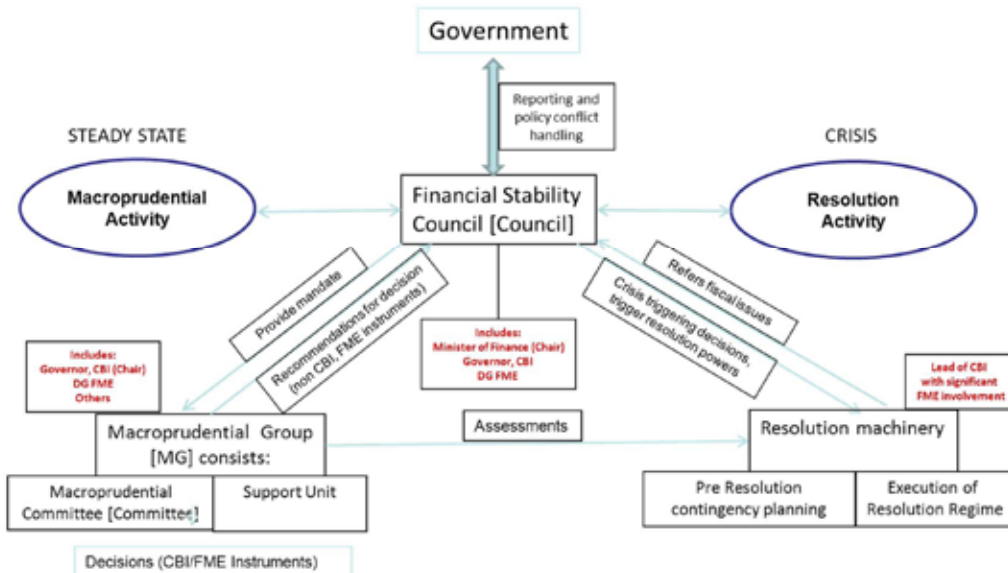 Government
Reporting and
policy conflict
handling
STEADY STATE
CRISIS
Macroprudential
Activity
Financial Stability
Council [Council]
Resolution
Activity
Provide mandate
Recommendations for decision
(non CBI, FME instruments)
Refers fiscal issues
Crisis triggering decisions,
trigger resolution powers
Includes:
Governor, CBI (Chair)
DG FME
Others
Includes:
Minister of Finance (Chair)
Governor, CBI
DG FME
Lead of CBI
with significant
FME involvement
Macroprudential Group
[MG] consists:
Assessments
Resolution machinery
Macroprudential
Committee [Committee]
Support Unit
Pre Resolution
contingency planning
Execution of
Resolution Regime
Decisions (CBI/FME Instruments)